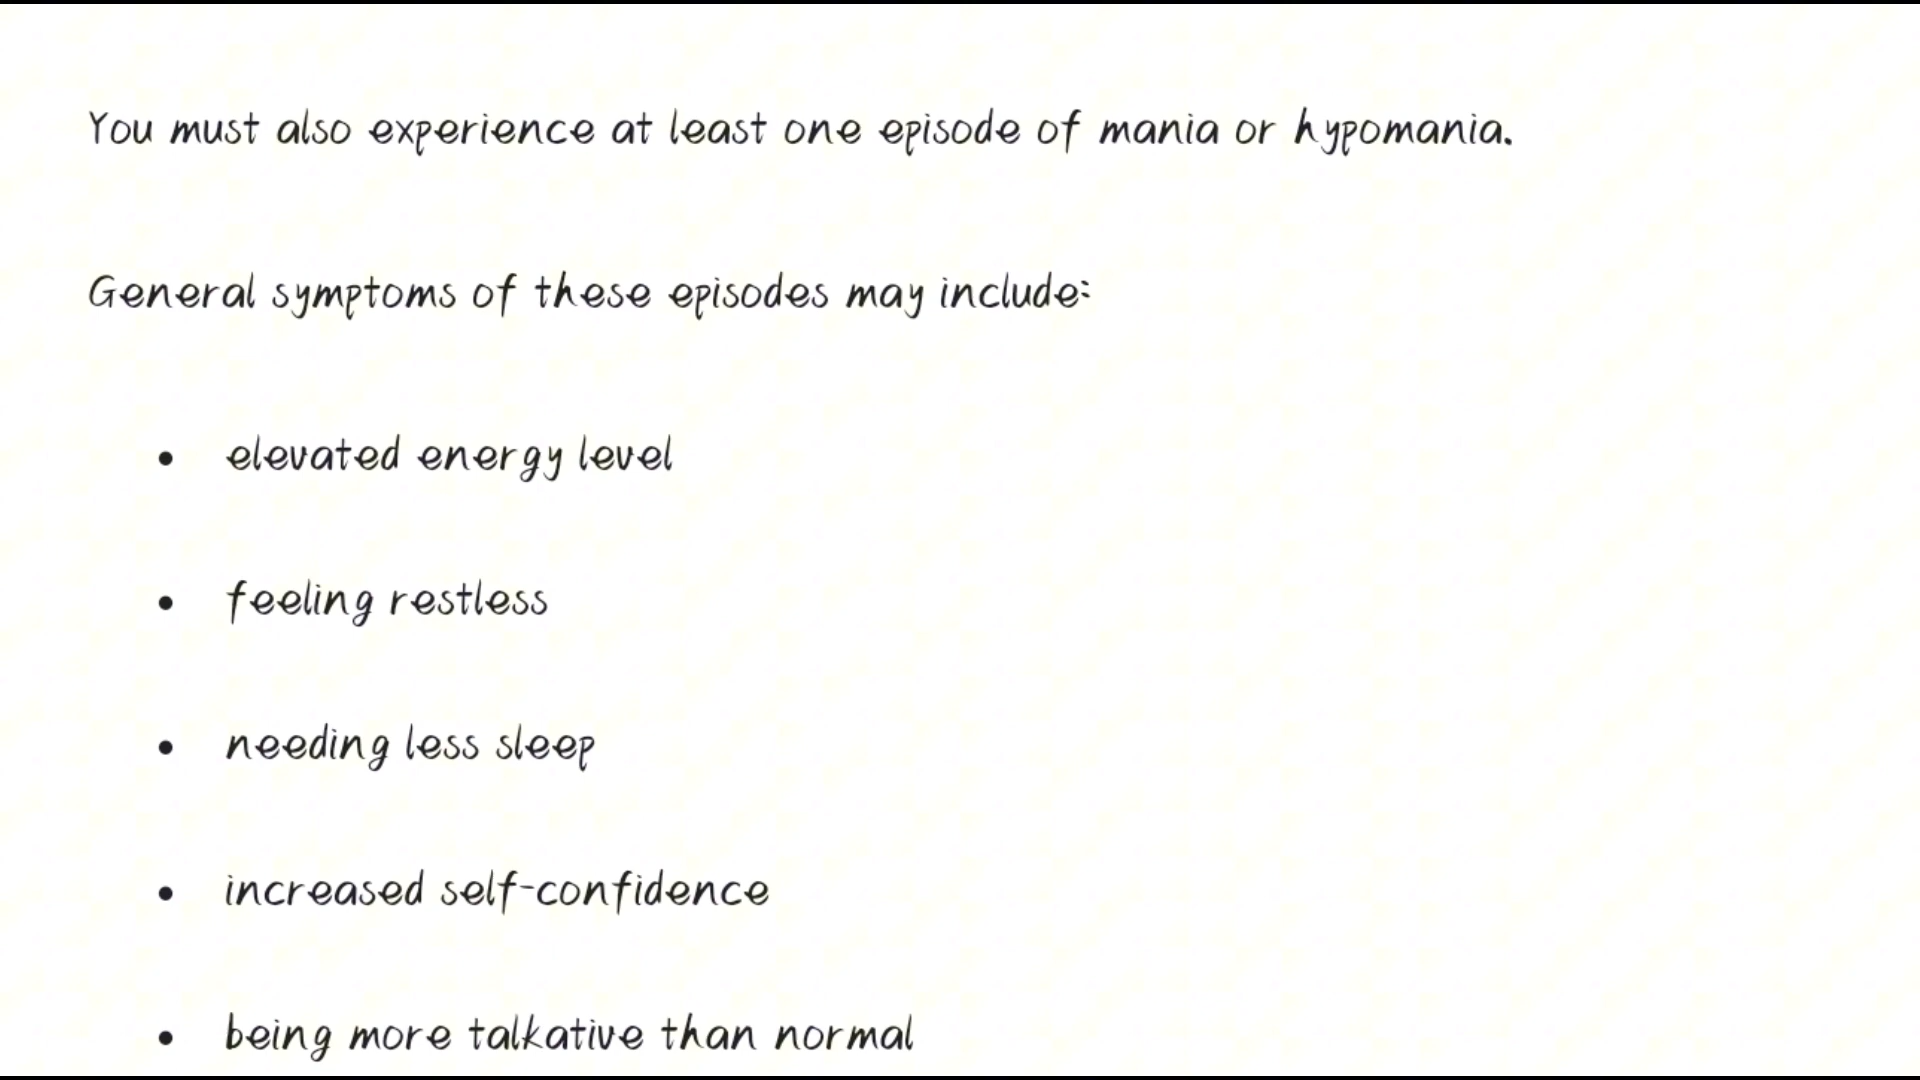 You must also experience at least one episode of mania or hypomania.
General symptoms of these episodes may include:
• elevated energy level
• feeling restless
• needing less sleep
• increased self-confidence
• being more talkative than normal